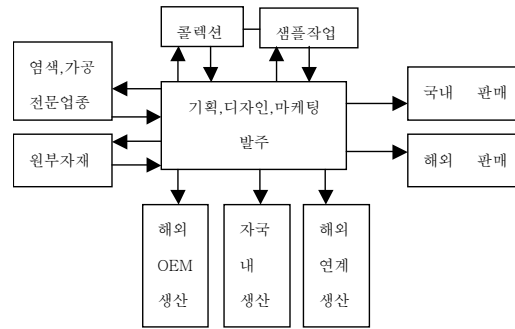 콜렉션
샘플작업
염색,가공
전문업종
기획,디자인,마케팅
발주
국내 판매
원부자재
해외 판매
해외
OEM
생산
자국
내
생산
해외
연계
생산